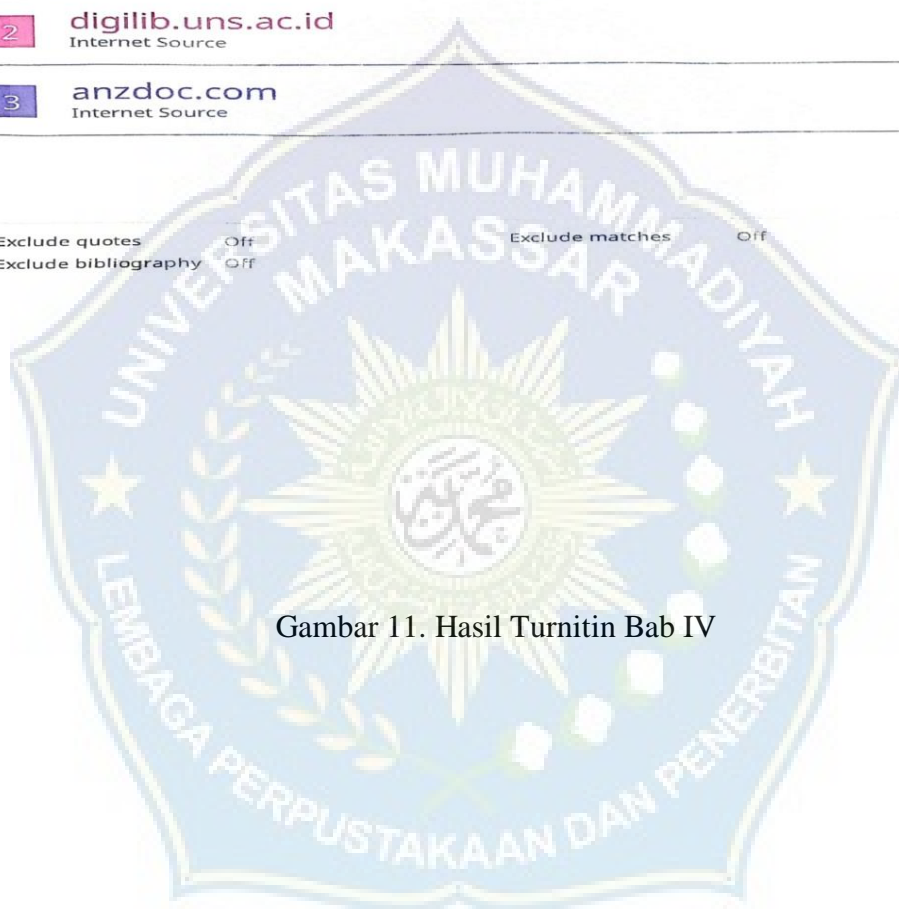 2 digilib.uns.ac.id
Internet Source
3 anzdoc.com
Internet Source
Exclude quotes Off
Exclude matches Off
Exclude bibliography Off
UNIVERSITAS MUHAMMADIYAH
MAKASSAR
Gambar 11. Hasil Turnitin Bab IV
LEMBAGA PERPUSTAKAAN DAN PENERBITAN